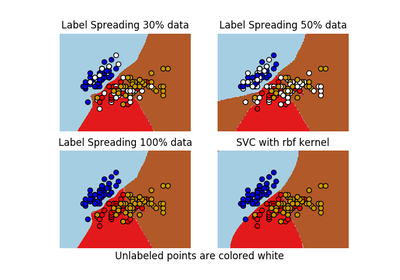 Label Spreading 30% data
Label Spreading 50% data
Label Spreading 100% data
SVC with rbf kernel
Unlabeled points are colored white